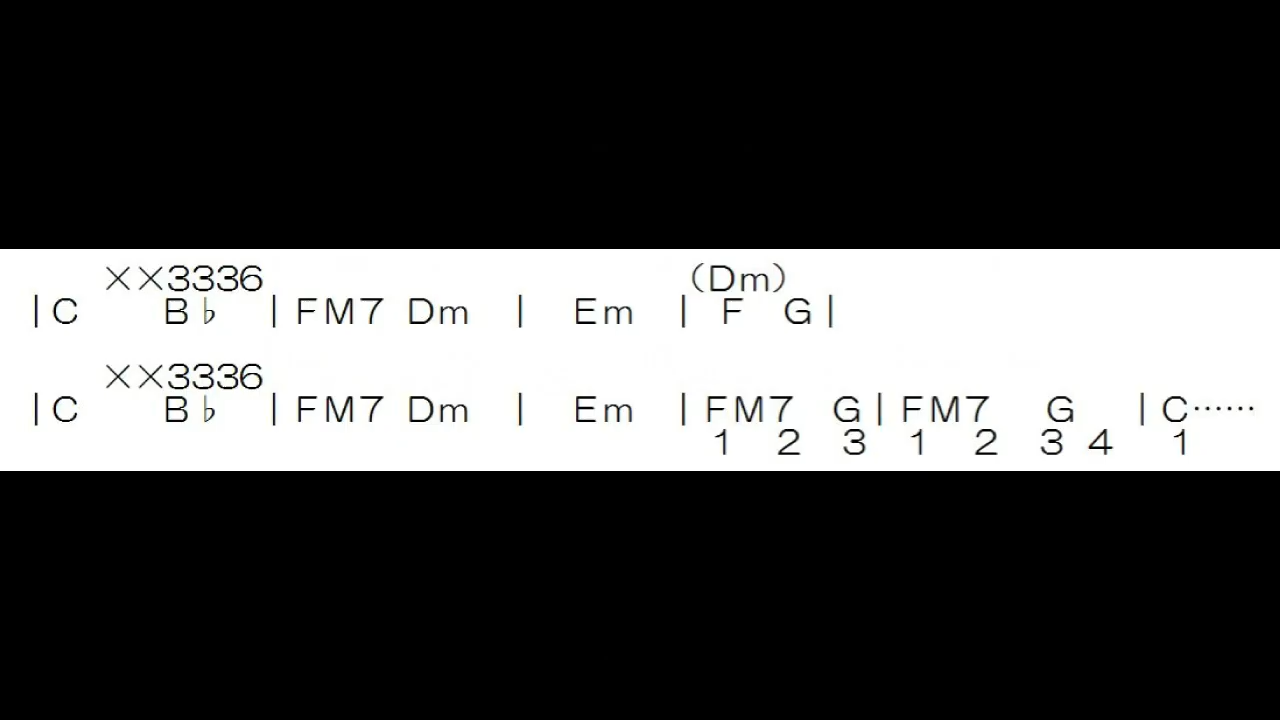 ××3336 (Dm)
|C B♭ |FM7 Dm | Em | F G|
××3336
|C B♭ |FM7 Dm | Em |FM7 G|FM7 G |C……
1 2 3 1 2 3 4 1